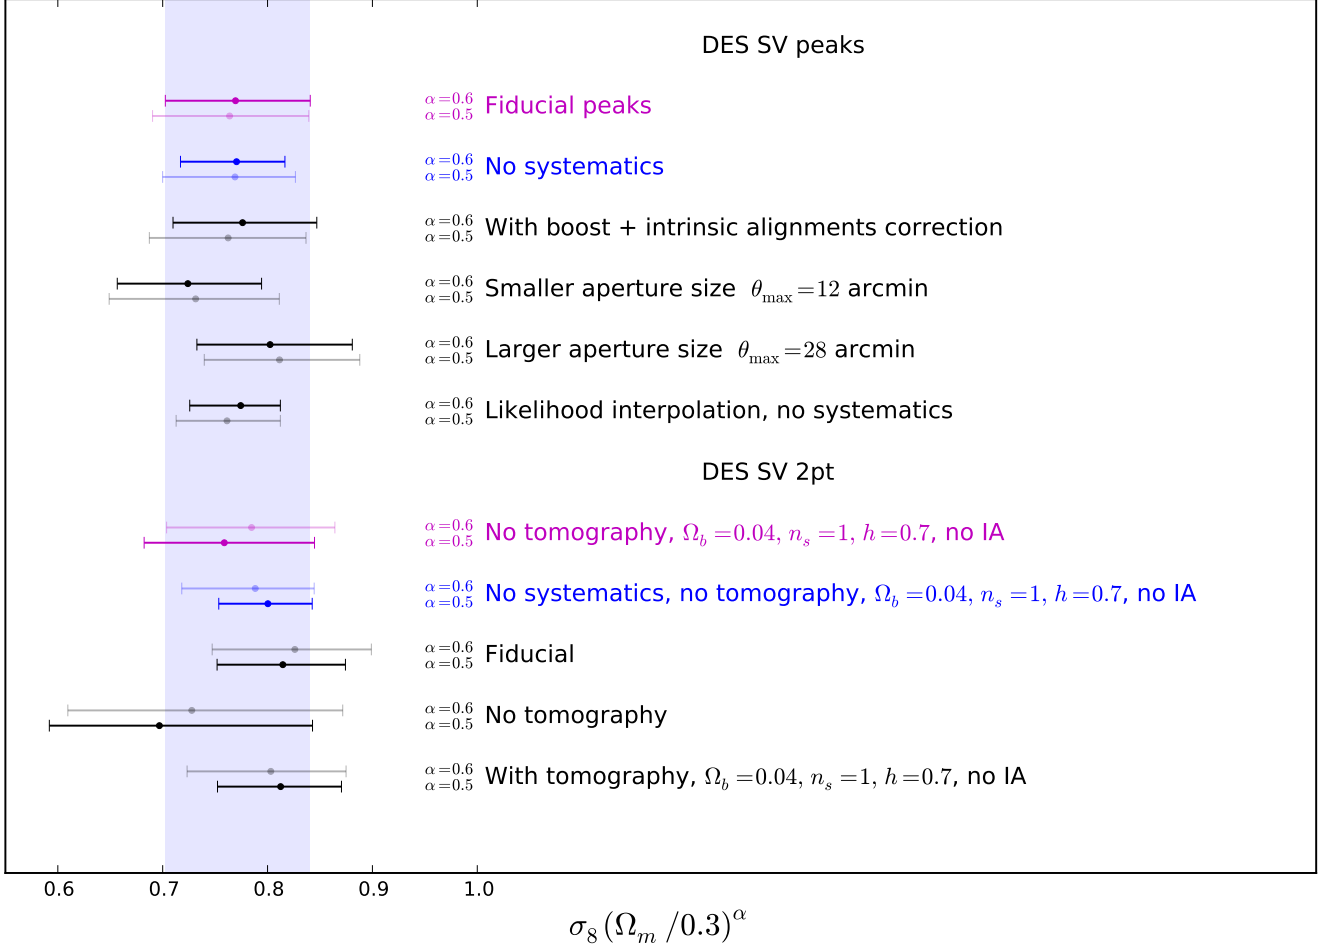 DES SV peaks
α=0.6
α=0.5 Fiducial peaks
α=0.6
α=0.5 No systematics
α=0.6
α=0.5 With boost + intrinsic alignments correction
α=0.6
α=0.5 Smaller aperture size θmax=12 arcmin
α=0.6
α=0.5 Larger aperture size θmax=28 arcmin
α=0.6
α=0.5 Likelihood interpolation, no systematics
DES SV 2pt
α=0.6
α=0.5 No tomography, Ωb=0.04, ns=1, h=0.7, no IA
α=0.6
α=0.5 No systematics, no tomography, Ωb=0.04, ns=1, h=0.7, no IA
α=0.6
α=0.5 Fiducial
α=0.6
α=0.5 No tomography
α=0.6
α=0.5 With tomography, Ωb=0.04, ns=1, h=0.7, no IA
0.6 0.7 0.8 0.9 1.0
σ8(Ωm/0.3)^α